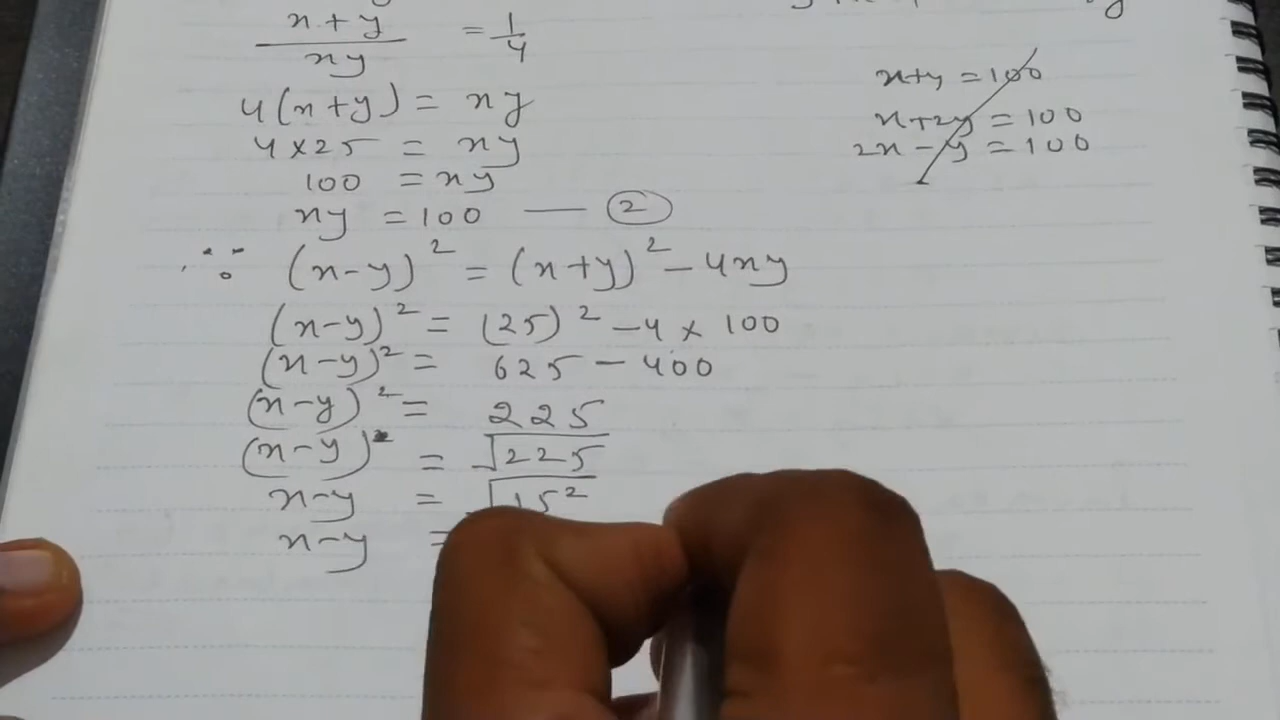 x + y / xy = 1/4
4(x + y) = xy
4 × 25 = xy
100 = xy
xy = 100 — ②
∴ (x-y)² = (x+y)² - 4xy
(x-y)² = (25)² - 4 × 100
(x-y)² = 625 - 400
(x-y)² = 225
(x-y)² = √225
x-y = √15²
x-y =
x+y = 100
x+2y = 100
2x - y = 100